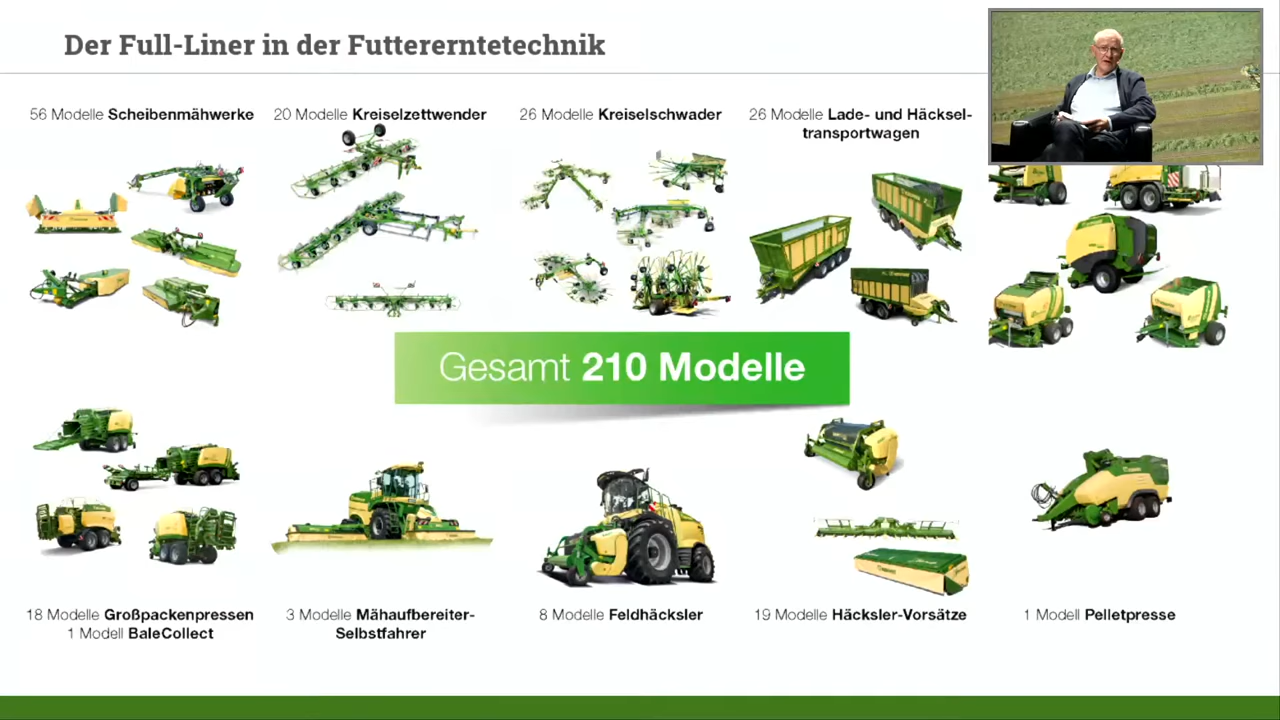 Der Full-Liner in der Futtererntetechnik
56 Modelle Scheibenmähwerke
20 Modelle Kreiselzettwender
26 Modelle Kreiselschwader
26 Modelle Lade- und Häcksel-
transportwagen
Gesamt 210 Modelle
18 Modelle Großpackenpressen
1 Modell BaleCollect
3 Modelle Mähaufbereiter-
Selbstfahrer
8 Modelle Feldhäcksler
19 Modelle Häcksler-Vorsätze
1 Modell Pelletpresse